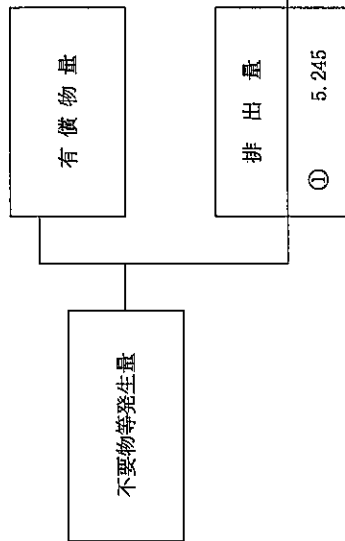 不要物等発生量
有償物量
排出量
① 5.245